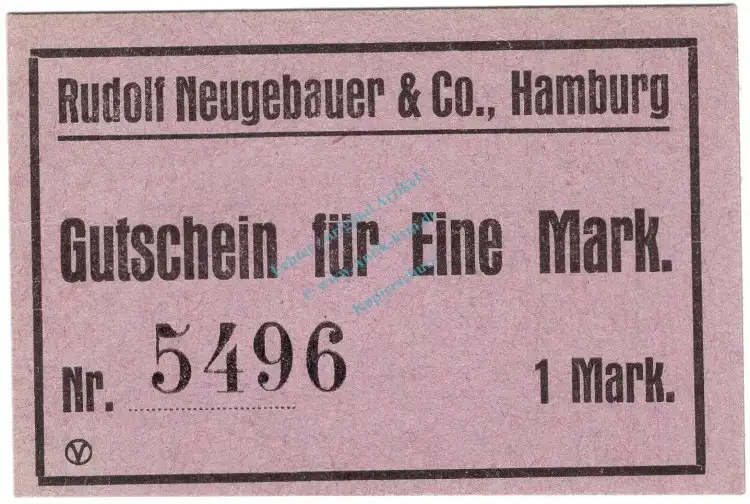 Rudolf Neugebauer & Co., Hamburg
Gutschein für Eine Mark.
Nr. 5496
1 Mark.
V